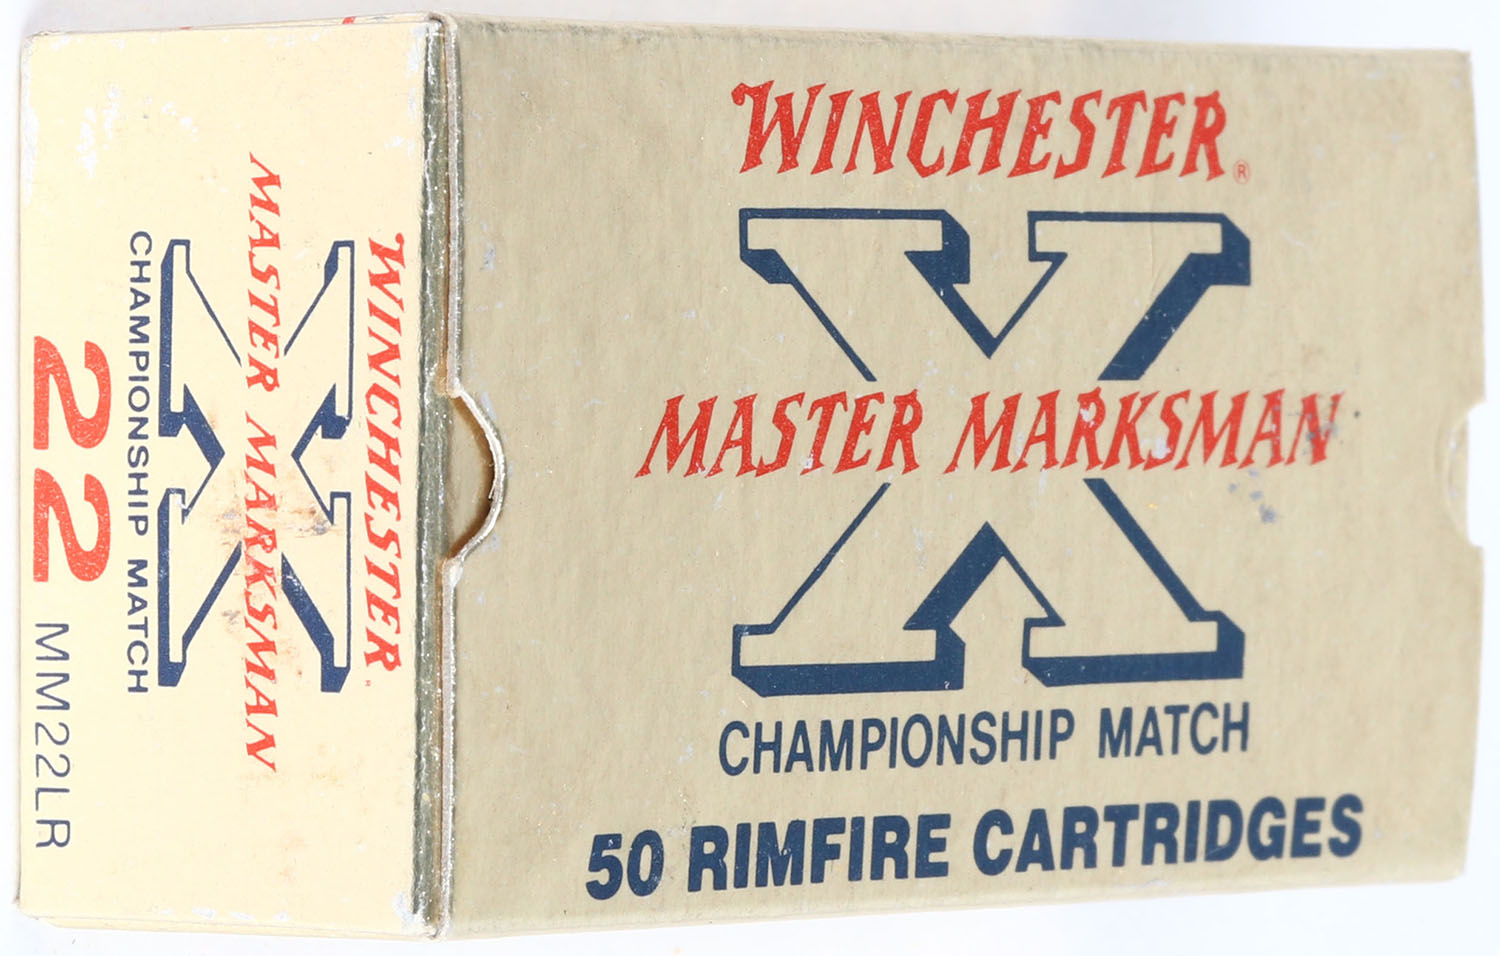 WINCHESTER®
X
MASTER MARKSMAN
CHAMPIONSHIP MATCH
50 RIMFIRE CARTRIDGES
WINCHESTER
X
MASTER MARKSMAN
CHAMPIONSHIP MATCH
22 MM22LR